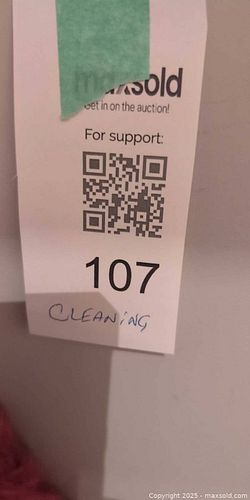 maxsold
Get in on the auction!
For support:
107
CLEANING
Copyright 2025 - maxsold.com